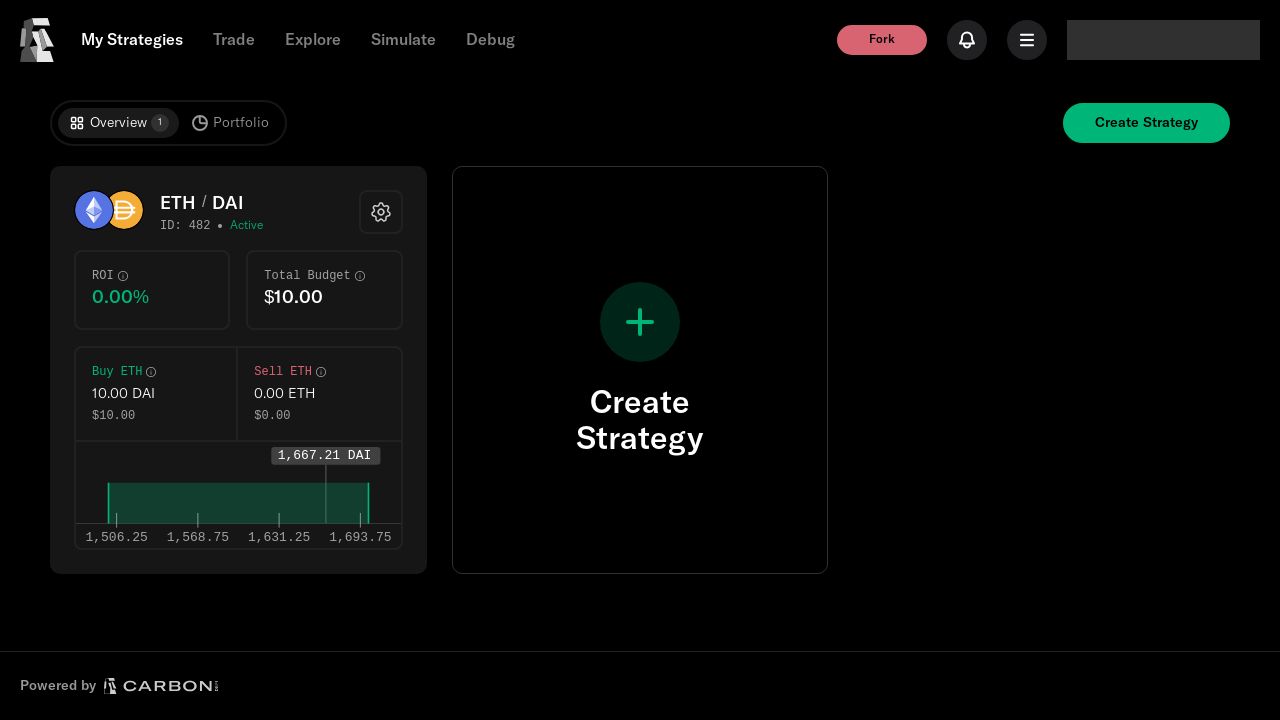 My Strategies Trade Explore Simulate Debug Fork
Overview 1 Portfolio Create Strategy
ETH / DAI
ID: 482 • Active
ROI Total Budget
0.00% $10.00
Buy ETH Sell ETH
10.00 DAI 0.00 ETH
$10.00 $0.00
1,667.21 DAI
1,506.25 1,568.75 1,631.25 1,693.75
Create
Strategy
Powered by CARBON